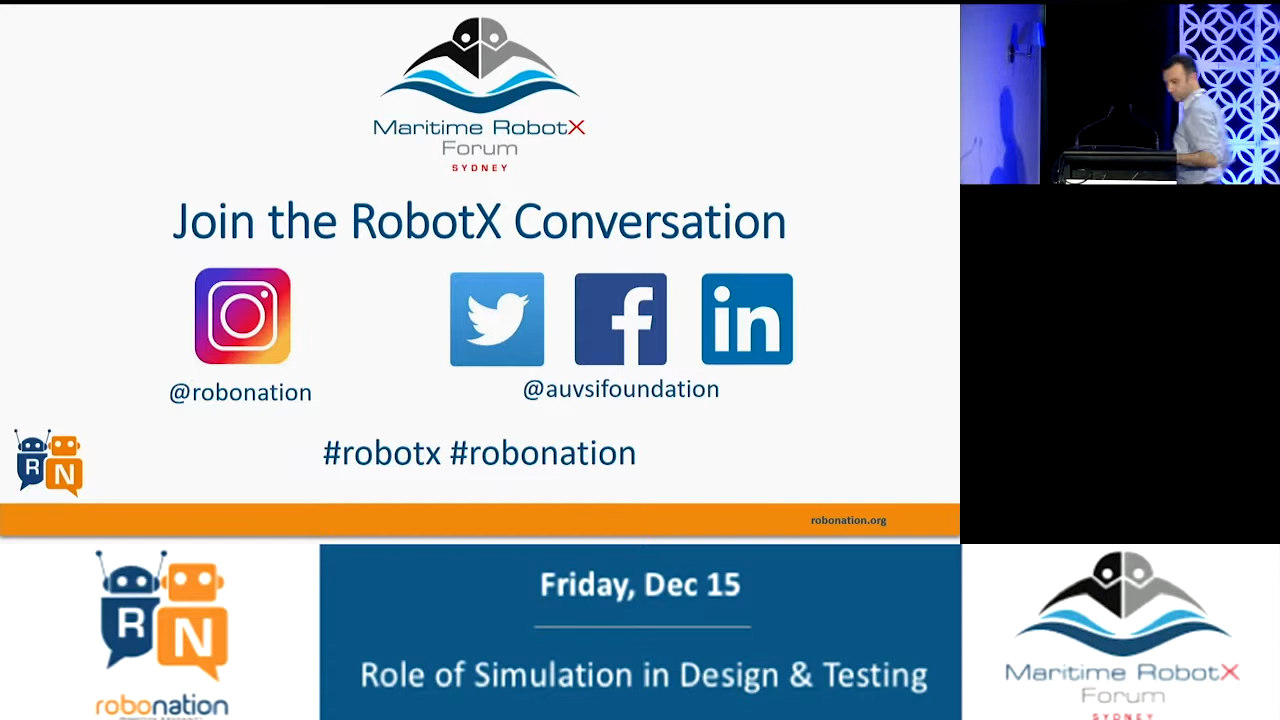 Maritime RobotX
Forum
SYDNEY
Join the RobotX Conversation
@robonation
@auvsifoundation
#robotx #robonation
R N
robonation.org
R N
robonation
Friday, Dec 15
Role of Simulation in Design & Testing
Maritime RobotX
Forum
SYDNEY